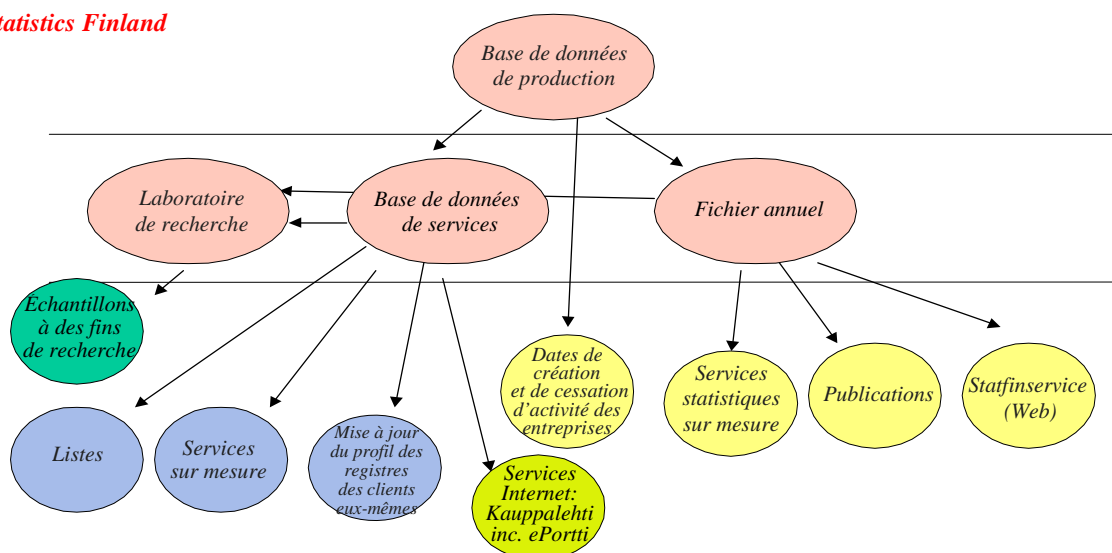 tatistics Finland
Base de données
de production
Laboratoire
de recherche
Base de données
de services
Fichier annuel
Échantillons
à des fins
de recherche
Dates de
création
et de cessation
d'activité des
entreprises
Services
statistiques
sur mesure
Publications
Statfinservice
(Web)
Listes
Services
sur mesure
Mise à jour
du profil des
registres
des clients
eux-mêmes
Services
Internet:
Kauppalehti
inc. ePortti